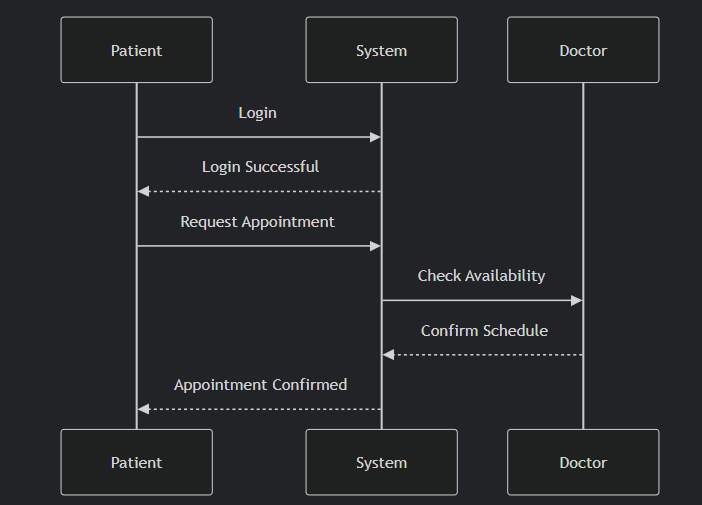 Patient
System
Doctor
Login
Login Successful
Request Appointment
Check Availability
Confirm Schedule
Appointment Confirmed
Patient
System
Doctor